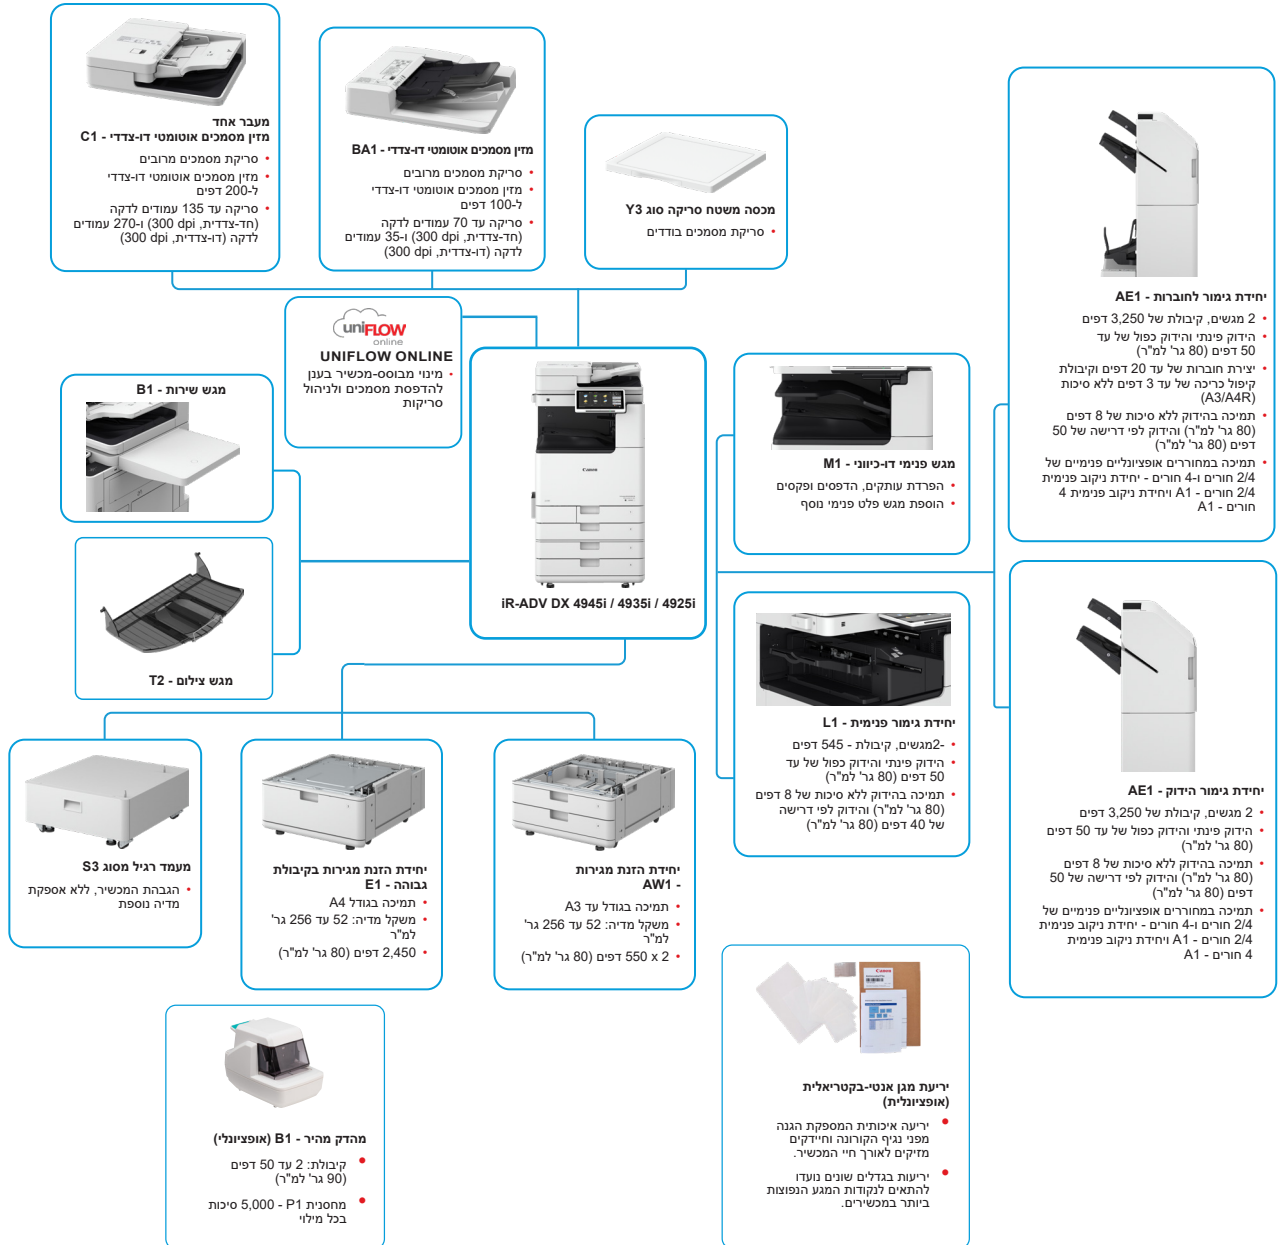 מעבר אחד
מזין מסמכים אוטומטי דו-צדדי - C1
• סריקת מסמכים מרובים
• מזין מסמכים אוטומטי דו-צדדי
ל-200 דפים
• סריקה עד 135 עמודים לדקה
(חד-צדדית, 300 dpi) ו-270 עמודים
לדקה (דו-צדדית, 300 dpi)
מזין מסמכים אוטומטי דו-צדדי - BA1
• סריקת מסמכים מרובים
• מזין מסמכים אוטומטי דו-צדדי
ל-100 דפים
• סריקה עד 70 עמודים לדקה
(חד-צדדית, 300 dpi) ו-35 עמודים
לדקה (דו-צדדית, 300 dpi)
מכסה משטח סריקה סוג Y3
• סריקת מסמכים בודדים
יחידת גימור לחוברות - AE1
• 2 מגשים, קיבולת של 3,250 דפים
• הידוק פינתי והידוק כפול של עד
50 דפים (80 גר' למ"ר)
• יצירת חוברות של עד 20 דפים וקיבולת
קיפול כריכה של עד 3 דפים ללא סיכות
(A3/A4R)
• תמיכה בהידוק ללא סיכות של 8 דפים
(80 גר' למ"ר) והידוק לפי דרישה של 50
דפים (80 גר' למ"ר)
• תמיכה במחוררים אופציונליים פנימיים של
2/4 חורים ו-4 חורים - יחידת ניקוב פנימית
2/4 חורים - A1 ויחידת ניקוב פנימית 4
חורים - A1
uniFLOW
online
UNIFLOW ONLINE
• מינוי מבוסס-מכשיר בענן
להדפסת מסמכים ולניהול
סריקות
מגש שירות - B1
מגש צילום - T2
Canon
iR-ADV DX 4945i / 4935i / 4925i
מגש פנימי דו-כיווני - M1
• הפרדת עותקים, הדפסים ופקסים
• הוספת מגש פלט פנימי נוסף
יחידת גימור פנימית - L1
• -2מגשים, קיבולת - 545 דפים
• הידוק פינתי והידוק כפול של עד
50 דפים (80 גר' למ"ר)
• תמיכה בהידוק ללא סיכות של 8 דפים
(80 גר' למ"ר) והידוק לפי דרישה
של 40 דפים (80 גר' למ"ר)
יחידת גימור הידוק - AE1
• 2 מגשים, קיבולת של 3,250 דפים
• הידוק פינתי והידוק כפול של עד 50 דפים
(80 גר' למ"ר)
• תמיכה בהידוק ללא סיכות של 8 דפים
(80 גר' למ"ר) והידוק לפי דרישה של 50
דפים (80 גר' למ"ר)
• תמיכה במחוררים אופציונליים פנימיים של
2/4 חורים ו-4 חורים - יחידת ניקוב פנימית
2/4 חורים - A1 ויחידת ניקוב פנימית
4 חורים - A1
מעמד רגיל מסוג S3
• הגבהת המכשיר, ללא אספקת
מדיה נוספת
יחידת הזנת מגירות בקיבולת
גבוהה - E1
• תמיכה בגודל A4
• משקל מדיה: 52 עד 256 גר'
למ"ר
• 2,450 דפים (80 גר' למ"ר)
יחידת הזנת מגירות
- AW1
• תמיכה בגודל עד A3
• משקל מדיה: 52 עד 256 גר'
למ"ר
• 2 x 550 דפים (80 גר' למ"ר)
מהדק מהיר - B1 (אופציונלי)
• קיבולת: 2 עד 50 דפים
(90 גר' למ"ר)
• מחסנית P1 - 5,000 סיכות
בכל מילוי
Canon
יריעת מגן אנטי-בקטריאלית
(אופציונלית)
• יריעה איכותית המספקת הגנה
מפני נגיף הקורונה וחיידקים
מזיקים לאורך חיי המכשיר.
• יריעות בגדלים שונים נועדו
להתאים לנקודות המגע הנפוצות
ביותר במכשירים.